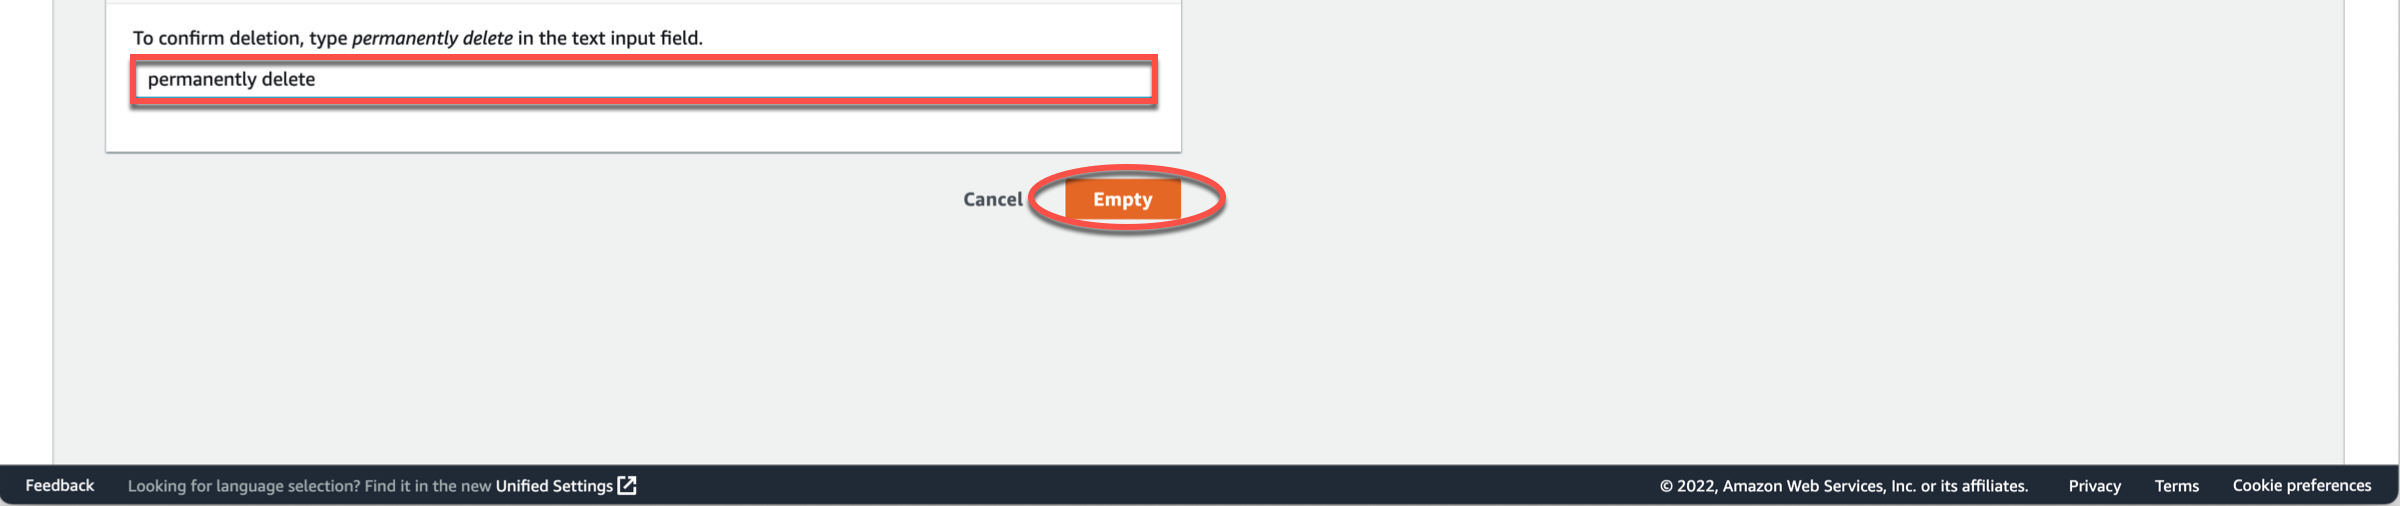 To confirm deletion, type permanently delete in the text input field.
permanently delete
Cancel Empty
Feedback Looking for language selection? Find it in the new Unified Settings © 2022, Amazon Web Services, Inc. or its affiliates. Privacy Terms Cookie preferences